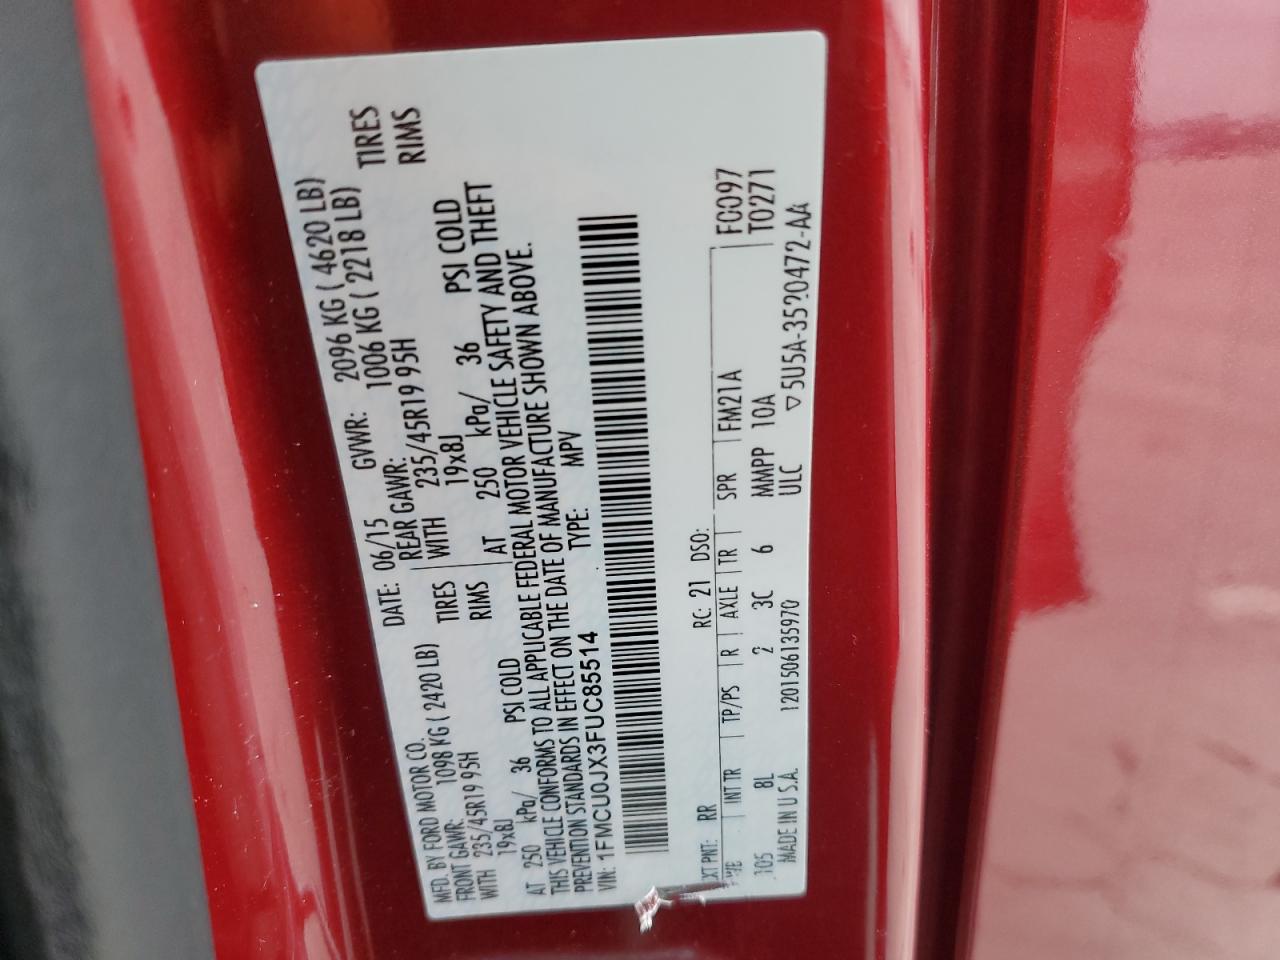 MFD. BY FORD MOTOR CO. DATE: 06/15 GVWR: 2096 KG ( 4620 LB)
FRONT GAWR: 1098 KG ( 2420 LB) REAR GAWR: 1006 KG ( 2218 LB)
WITH 235/45R19 95H TIRES WITH 235/45R19 95H TIRES
19x8J RIMS 19x8J RIMS
AT 250 kPa/ 36 PSI COLD AT 250 kPa/ 36 PSI COLD
THIS VEHICLE CONFORMS TO ALL APPLICABLE FEDERAL MOTOR VEHICLE SAFETY AND THEFT
PREVENTION STANDARDS IN EFFECT ON THE DATE OF MANUFACTURE SHOWN ABOVE.
VIN: 1FMCU0JX3FUC85514 TYPE: MPV
XT PNT: RR RC: 21 DSO: F0097
INT TR TP/PS R AXLE TR SPR FM21A T0271
105 8L 2 3C 6 MMPP 10A
MADE IN U.S.A. 1201506135970 ULC ▽5U5A-3520472-AA